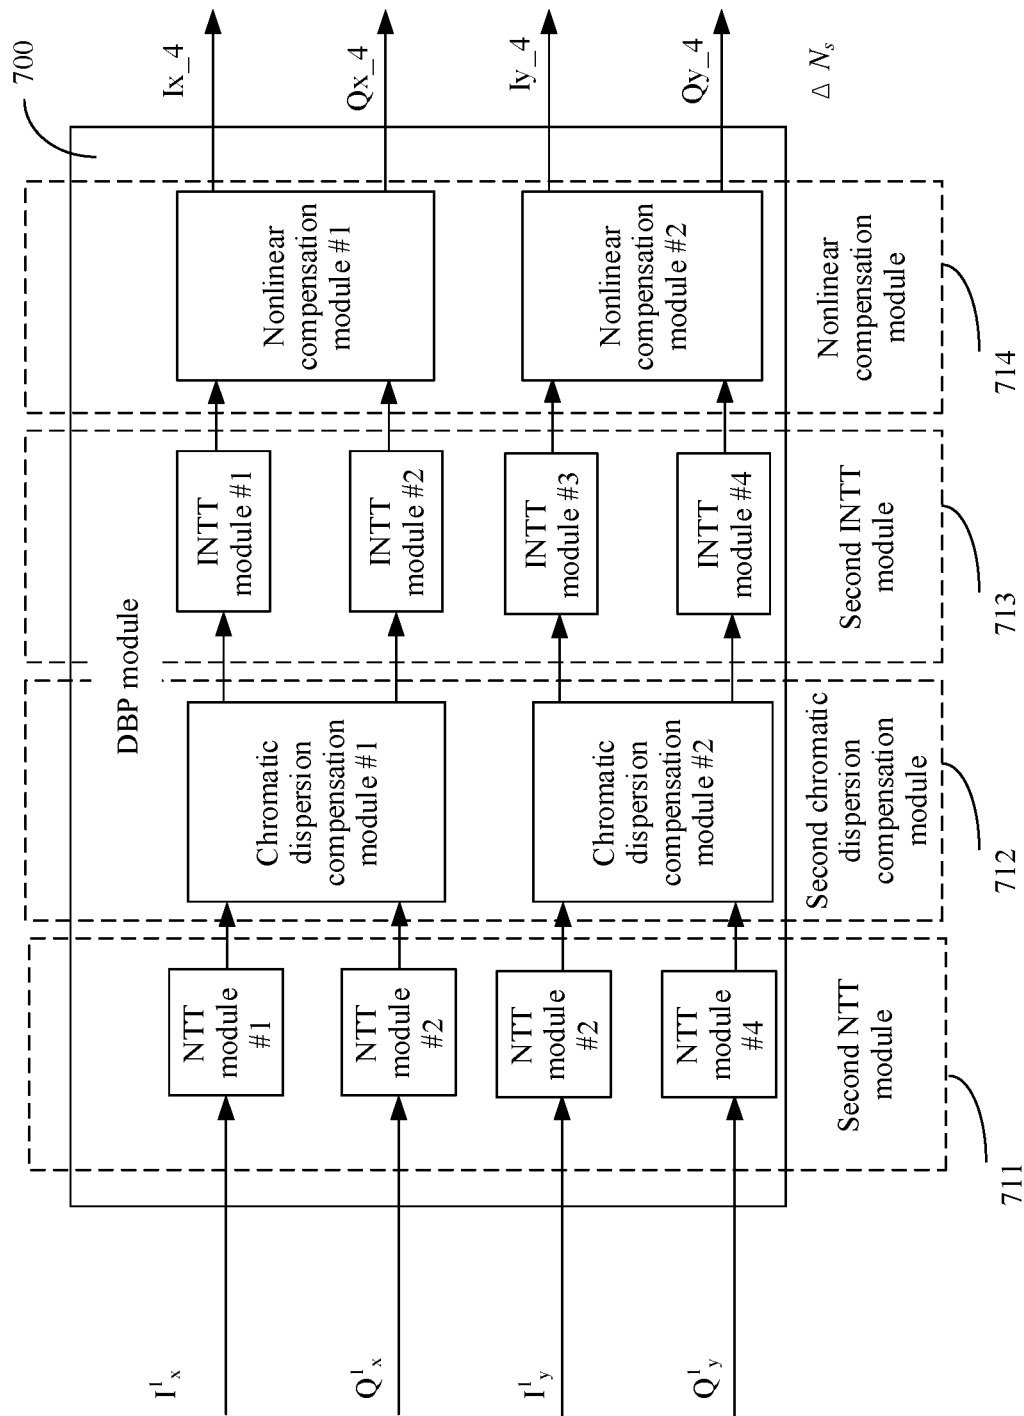 700
DBP module
I¹x
Q¹x
I¹y
Q¹y
NTT
module
#1
NTT
module
#2
NTT
module
#2
NTT
module
#4
Chromatic
dispersion
compensation
module #1
Chromatic
dispersion
compensation
module #2
INTT
module #1
INTT
module #2
INTT
module #3
INTT
module #4
Nonlinear
compensation
module #1
Nonlinear
compensation
module #2
Ix_4
Qx_4
Iy_4
Qy_4
Δ Ns
Second NTT
module
Second chromatic
dispersion
compensation
module
Second INTT
module
Nonlinear
compensation
module
711
712
713
714